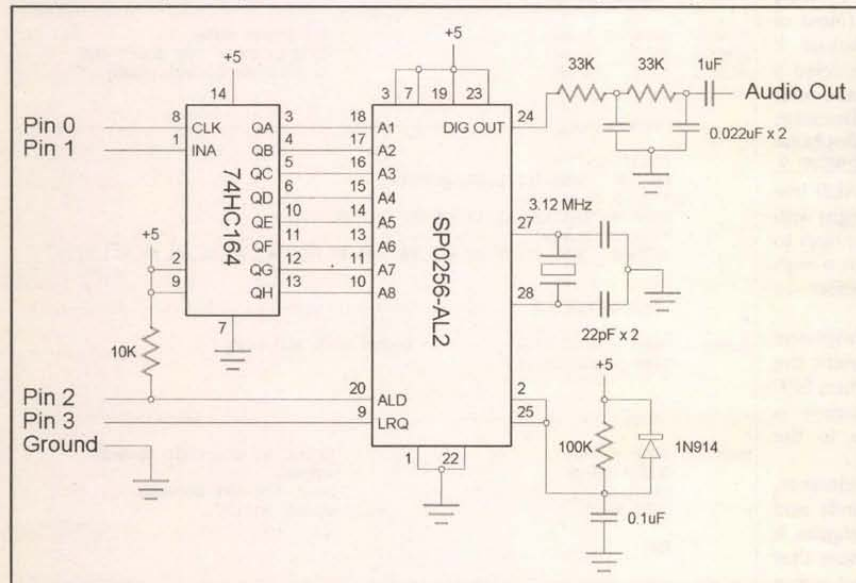 +5
14
Pin 0
8 CLK QA 3
Pin 1
1 INA QB 4
QC 5
QD 6
QE 10
QF 11
2 QG 12
9 QH 13
74HC164
7
+5
10K
Pin 2
Pin 3
Ground
+5
3 7 19 23
18 A1 DIG OUT 24
17 A2
16 A3
15 A4
14 A5
13 A6
11 A7
10 A8
20 ALD
9 LRQ
SP0256-AL2
27
28
2
25
1 22
33K 33K 1uF
Audio Out
0.022uF x 2
3.12 MHz
22pF x 2
+5
100K 1N914
0.1uF